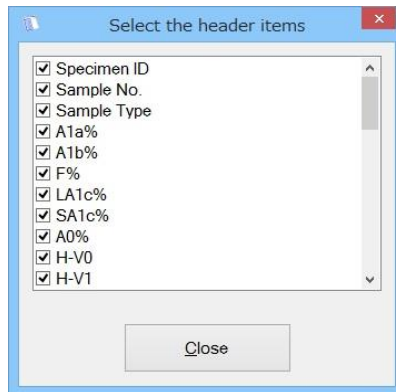 Select the header items
Specimen ID
Sample No.
Sample Type
A1a%
A1b%
F%
LA1c%
SA1c%
A0%
H-V0
H-V1
Close